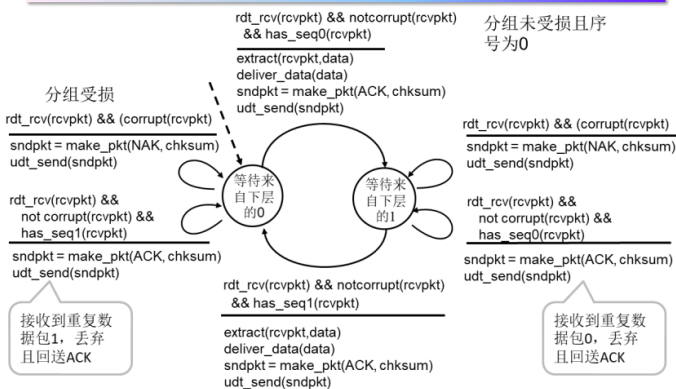 rdt_rcv(rcvpkt) && notcorrupt(rcvpkt)
&& has_seq0(rcvpkt)
extract(rcvpkt,data)
deliver_data(data)
sndpkt = make_pkt(ACK, chksum)
udt_send(sndpkt)
分组未受损且序
号为0
分组受损
rdt_rcv(rcvpkt) && (corrupt(rcvpkt)
sndpkt = make_pkt(NAK, chksum)
udt_send(sndpkt)
rdt_rcv(rcvpkt) &&
not corrupt(rcvpkt) &&
has_seq1(rcvpkt)
sndpkt = make_pkt(ACK, chksum)
udt_send(sndpkt)
接收到重复数
据包1，丢弃
且回送ACK
等待来
自下层
的0
等待来
自下层
的1
rdt_rcv(rcvpkt) && (corrupt(rcvpkt)
sndpkt = make_pkt(NAK, chksum)
udt_send(sndpkt)
rdt_rcv(rcvpkt) &&
not corrupt(rcvpkt) &&
has_seq0(rcvpkt)
sndpkt = make_pkt(ACK, chksum)
udt_send(sndpkt)
接收到重复数
据包0，丢弃
且回送ACK
rdt_rcv(rcvpkt) && notcorrupt(rcvpkt)
&& has_seq1(rcvpkt)
extract(rcvpkt,data)
deliver_data(data)
sndpkt = make_pkt(ACK, chksum)
udt_send(sndpkt)